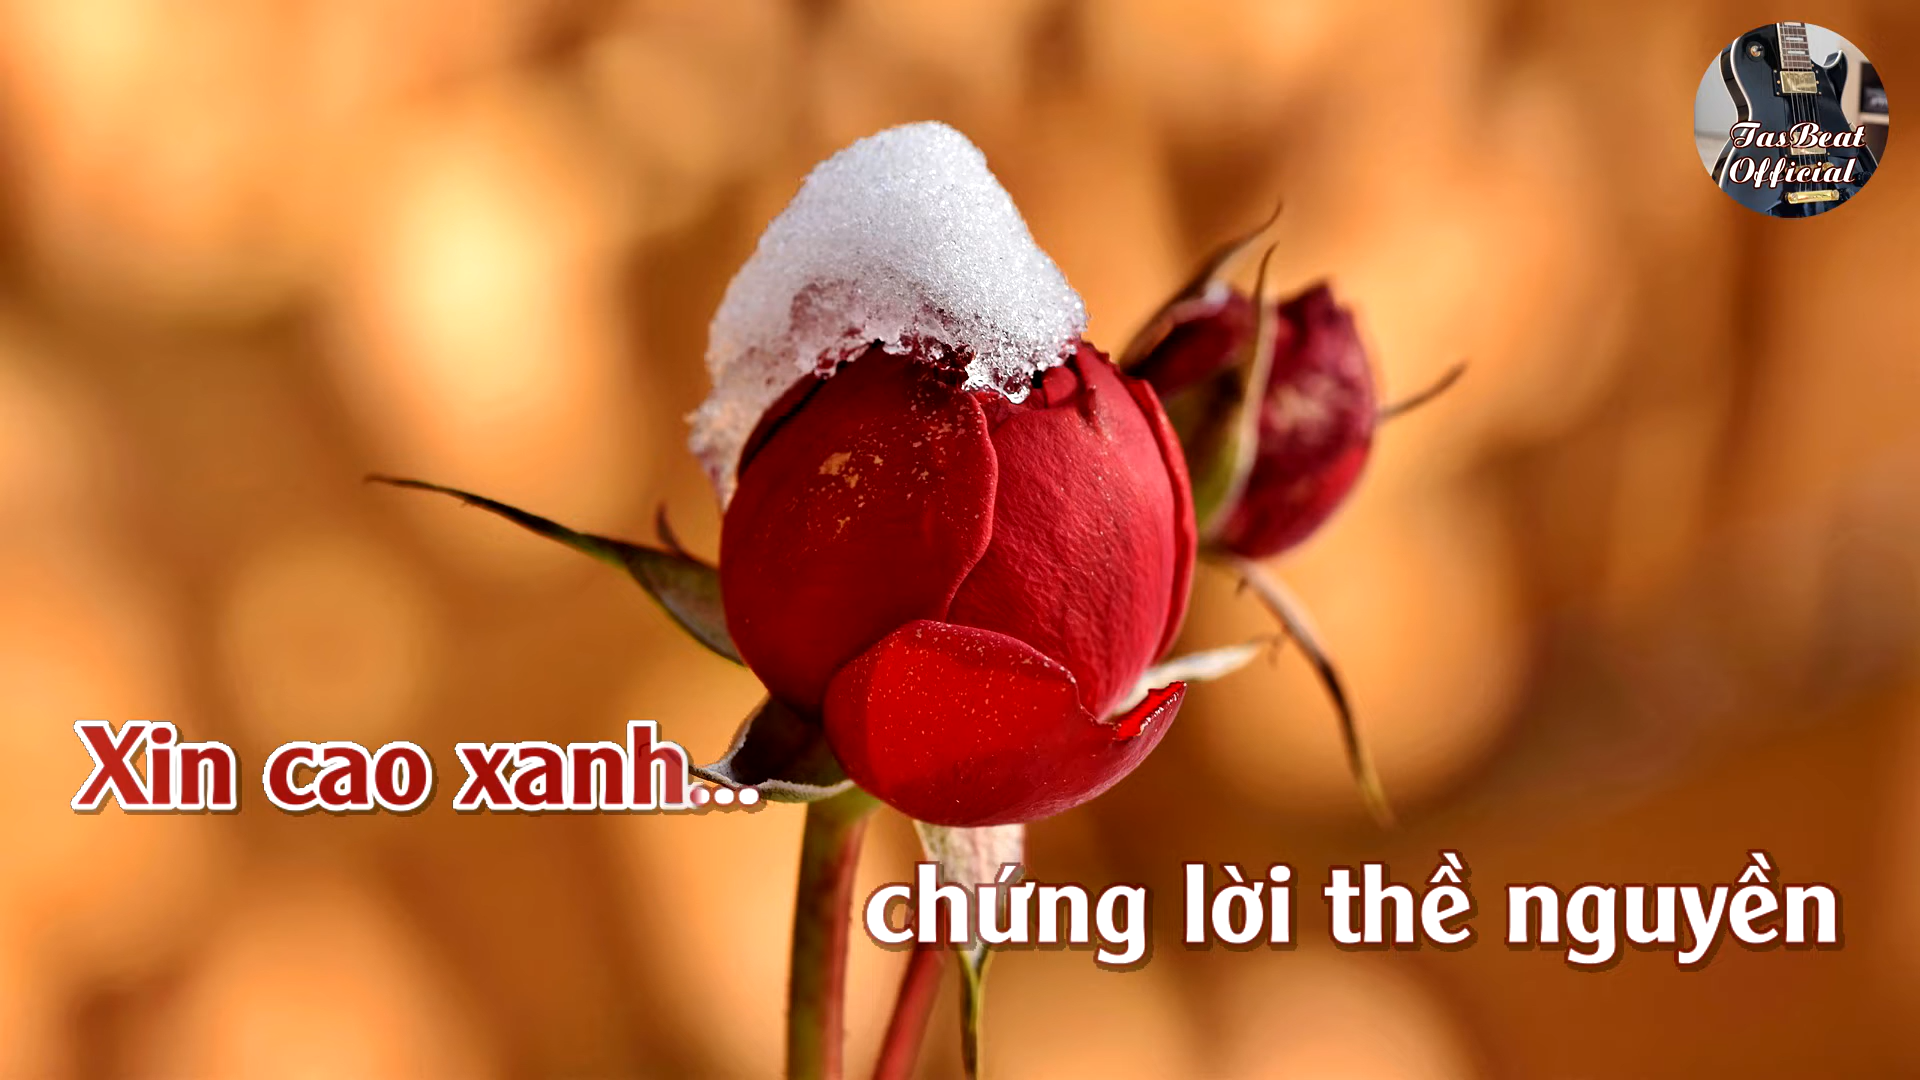 TasBeat
Official
Xin cao xanh...
chứng lời thề nguyền